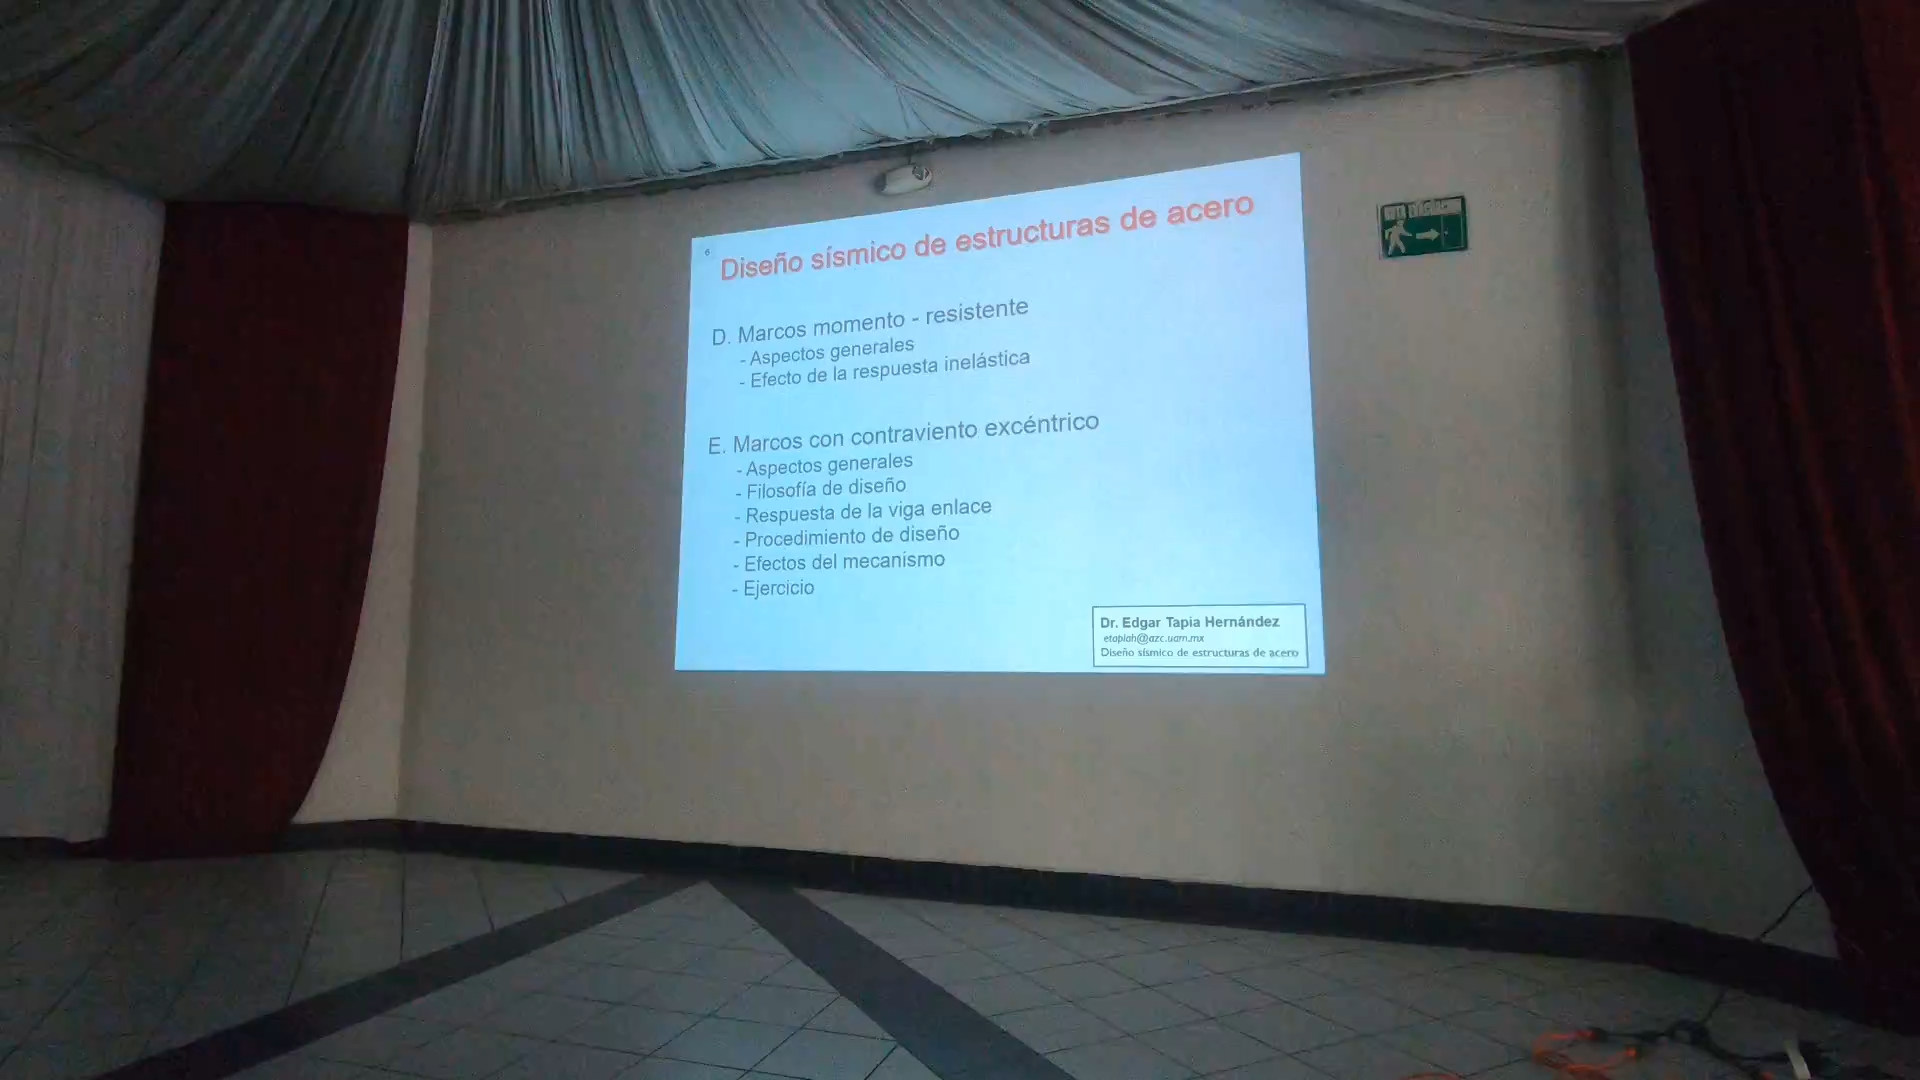 6
Diseño sísmico de estructuras de acero
D. Marcos momento - resistente
- Aspectos generales
- Efecto de la respuesta inelástica
E. Marcos con contraviento excéntrico
- Aspectos generales
- Filosofía de diseño
- Respuesta de la viga enlace
- Procedimiento de diseño
- Efectos del mecanismo
- Ejercicio
Dr. Edgar Tapia Hernández
etapiah@azc.uam.mx
Diseño sísmico de estructuras de acero